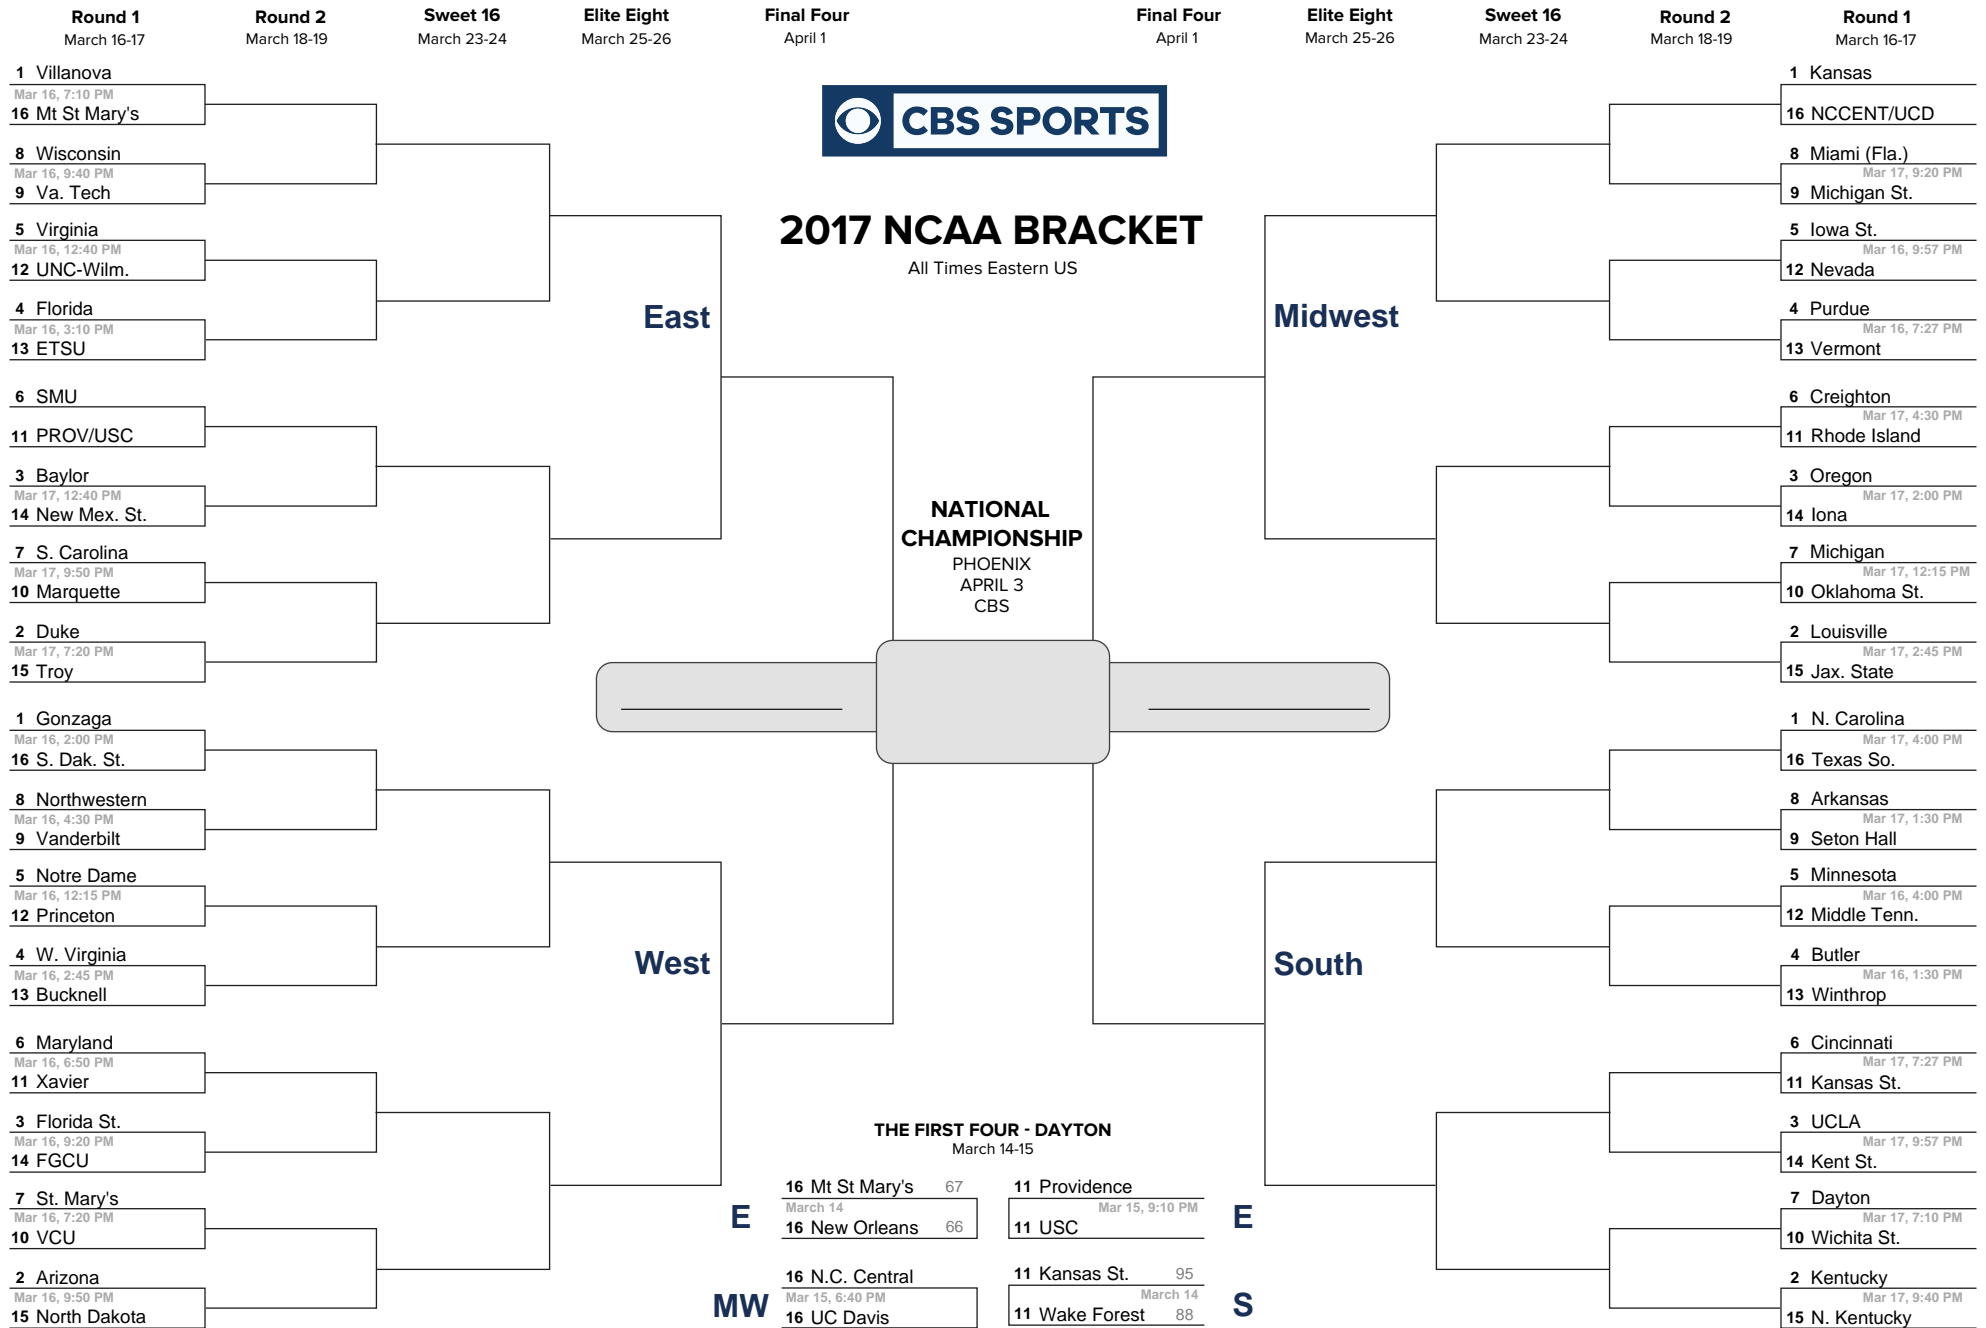 Round 1
March 16-17
Round 2
March 18-19
Sweet 16
March 23-24
Elite Eight
March 25-26
Final Four
April 1
Final Four
April 1
Elite Eight
March 25-26
Sweet 16
March 23-24
Round 2
March 18-19
Round 1
March 16-17
CBS SPORTS
2017 NCAA BRACKET
All Times Eastern US
East
1 Villanova
Mar 16, 7:10 PM
16 Mt St Mary's
8 Wisconsin
Mar 16, 9:40 PM
9 Va. Tech
5 Virginia
Mar 16, 12:40 PM
12 UNC-Wilm.
4 Florida
Mar 16, 3:10 PM
13 ETSU
6 SMU
11 PROV/USC
3 Baylor
Mar 17, 12:40 PM
14 New Mex. St.
7 S. Carolina
Mar 17, 9:50 PM
10 Marquette
2 Duke
Mar 17, 7:20 PM
15 Troy
West
1 Gonzaga
Mar 16, 2:00 PM
16 S. Dak. St.
8 Northwestern
Mar 16, 4:30 PM
9 Vanderbilt
5 Notre Dame
Mar 16, 12:15 PM
12 Princeton
4 W. Virginia
Mar 16, 2:45 PM
13 Bucknell
6 Maryland
Mar 16, 6:50 PM
11 Xavier
3 Florida St.
Mar 16, 9:20 PM
14 FGCU
7 St. Mary's
Mar 16, 7:20 PM
10 VCU
2 Arizona
Mar 16, 9:50 PM
15 North Dakota
NATIONAL
CHAMPIONSHIP
PHOENIX
APRIL 3
CBS
Midwest
1 Kansas
16 NCCENT/UCD
8 Miami (Fla.)
Mar 17, 9:20 PM
9 Michigan St.
5 Iowa St.
Mar 16, 9:57 PM
12 Nevada
4 Purdue
Mar 16, 7:27 PM
13 Vermont
6 Creighton
Mar 17, 4:30 PM
11 Rhode Island
3 Oregon
Mar 17, 2:00 PM
14 Iona
7 Michigan
Mar 17, 12:15 PM
10 Oklahoma St.
2 Louisville
Mar 17, 2:45 PM
15 Jax. State
South
1 N. Carolina
Mar 17, 4:00 PM
16 Texas So.
8 Arkansas
Mar 17, 1:30 PM
9 Seton Hall
5 Minnesota
Mar 16, 4:00 PM
12 Middle Tenn.
4 Butler
Mar 16, 1:30 PM
13 Winthrop
6 Cincinnati
Mar 17, 7:27 PM
11 Kansas St.
3 UCLA
Mar 17, 9:57 PM
14 Kent St.
7 Dayton
Mar 17, 7:10 PM
10 Wichita St.
2 Kentucky
Mar 17, 9:40 PM
15 N. Kentucky
THE FIRST FOUR - DAYTON
March 14-15
E
16 Mt St Mary's 67
March 14
16 New Orleans 66
11 Providence
Mar 15, 9:10 PM
11 USC
E
MW
16 N.C. Central
Mar 15, 6:40 PM
16 UC Davis
11 Kansas St. 95
March 14
11 Wake Forest 88
S